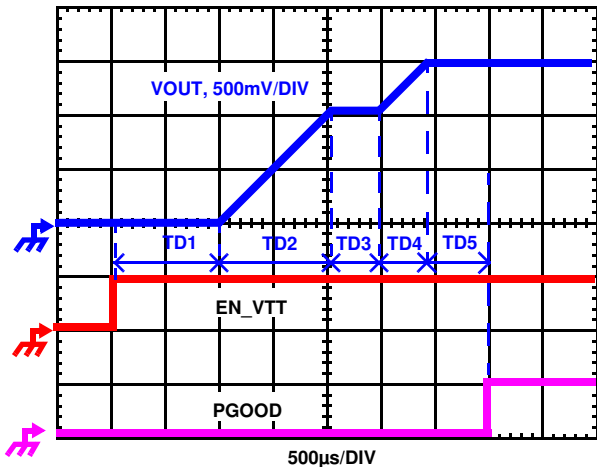 VOUT, 500mV/DIV
TD1 TD2 TD3 TD4 TD5
EN_VTT
PGOOD
500µs/DIV